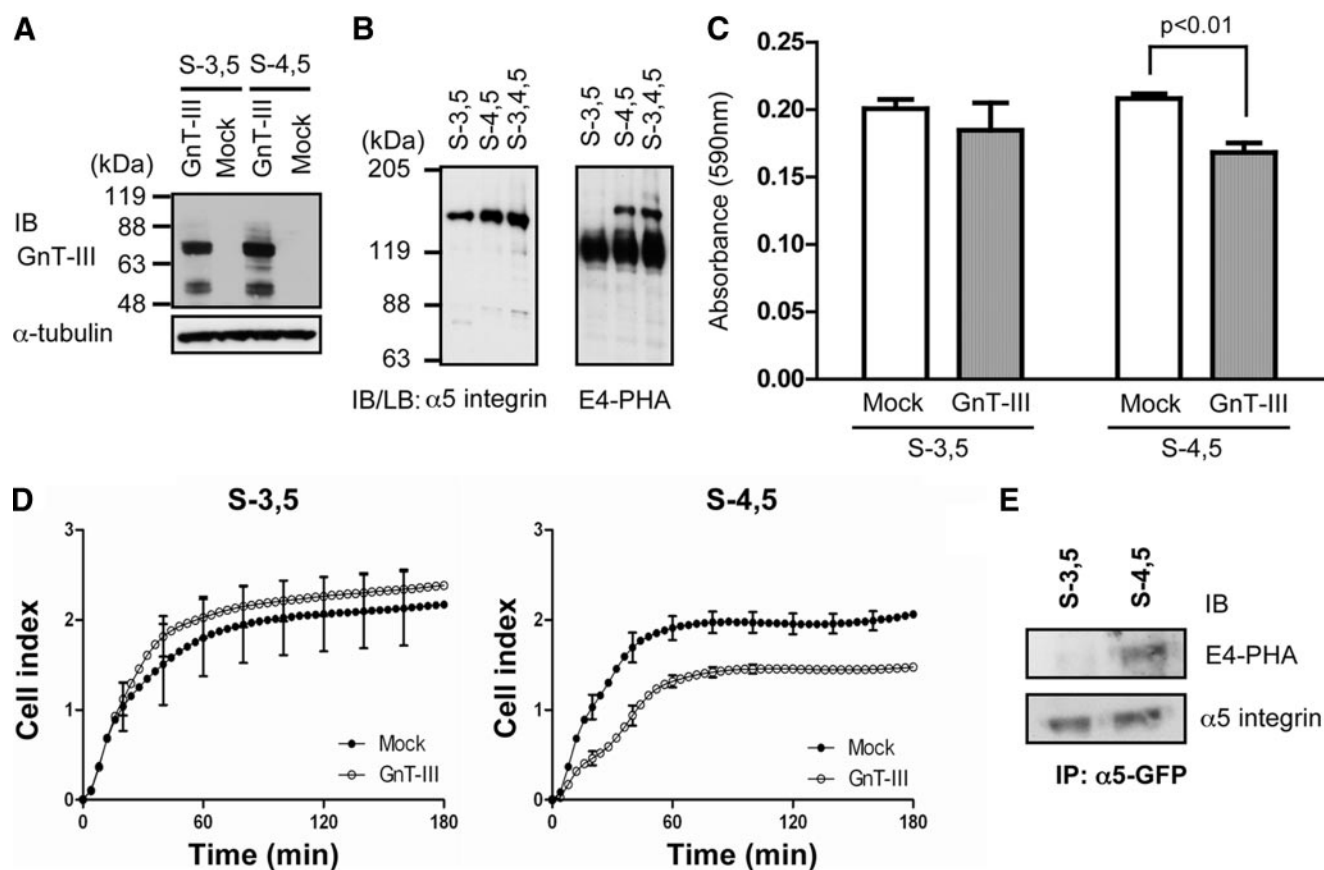 A
S-3,5 S-4,5
(kDa)
GnT-III
Mock
GnT-III
Mock
119
88
63
48
IB
GnT-III
α-tubulin
B
(kDa)
S-3,5
S-4,5
S-3,4,5
S-3,5
S-4,5
S-3,4,5
205
119
88
63
IB/LB: α5 integrin E4-PHA
C
p<0.01
Absorbance (590nm)
0.25
0.20
0.15
0.10
0.05
0.00
Mock GnT-III Mock GnT-III
S-3,5 S-4,5
D
S-3,5
Cell index
3
2
1
0
Mock
GnT-III
0 60 120 180
Time (min)
S-4,5
Cell index
3
2
1
0
Mock
GnT-III
0 60 120 180
Time (min)
E
S-3,5
S-4,5
IB
E4-PHA
α5 integrin
IP: α5-GFP